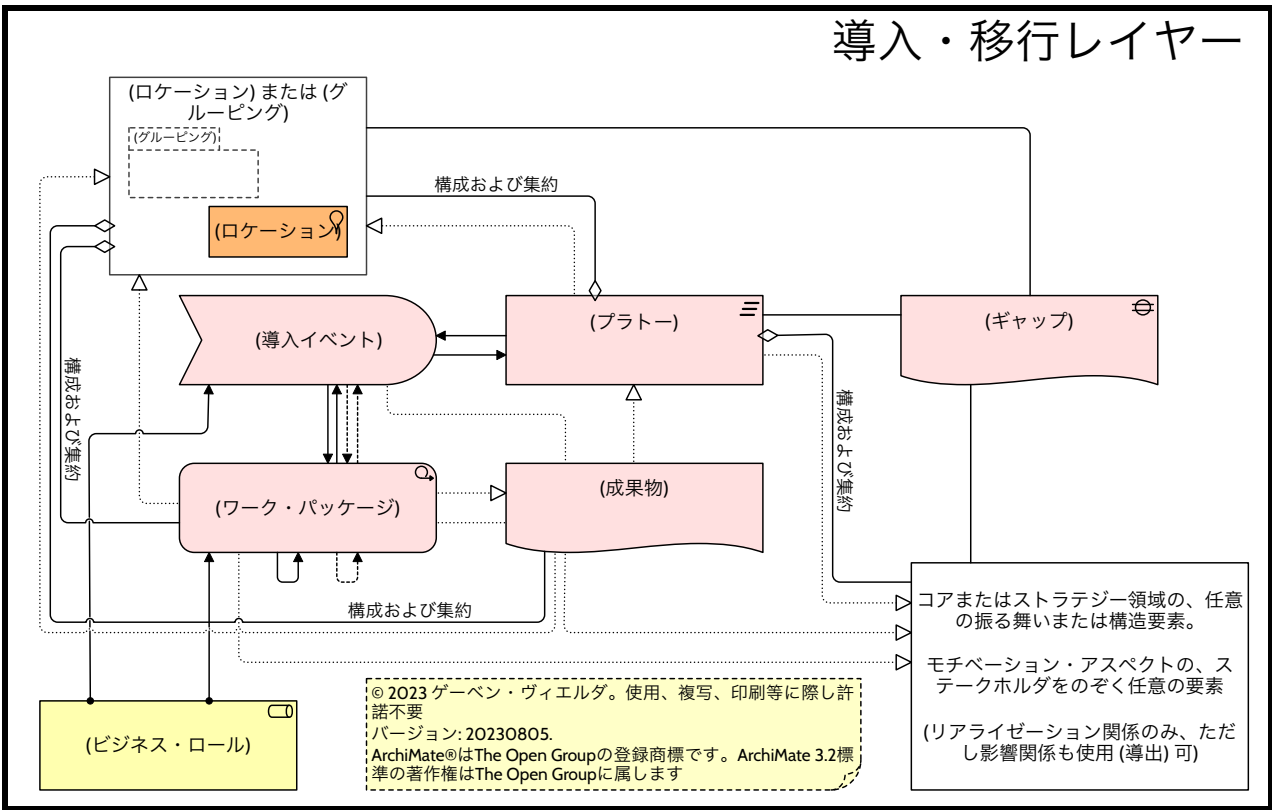 導入・移行レイヤー
(ロケーション) または (グ
ルーピング)
(グルーピング)
(ロケーション)
構成および集約
(導入イベント)
(プラトー)
(ギャップ)
構成および集約
構成および集約
(ワーク・パッケージ)
(成果物)
構成および集約
コアまたはストラテジー領域の、任意
の振る舞いまたは構造要素。
モチベーション・アスペクトの、ス
テークホルダをのぞく任意の要素
(リアライゼーション関係のみ、ただ
し影響関係も使用 (導出) 可)
(ビジネス・ロール)
© 2023 ゲーベン・ヴィエルダ。使用、複写、印刷等に際し許
諾不要
バージョン: 20230805.
ArchiMate®はThe Open Groupの登録商標です。ArchiMate 3.2標
準の著作権はThe Open Groupに属します